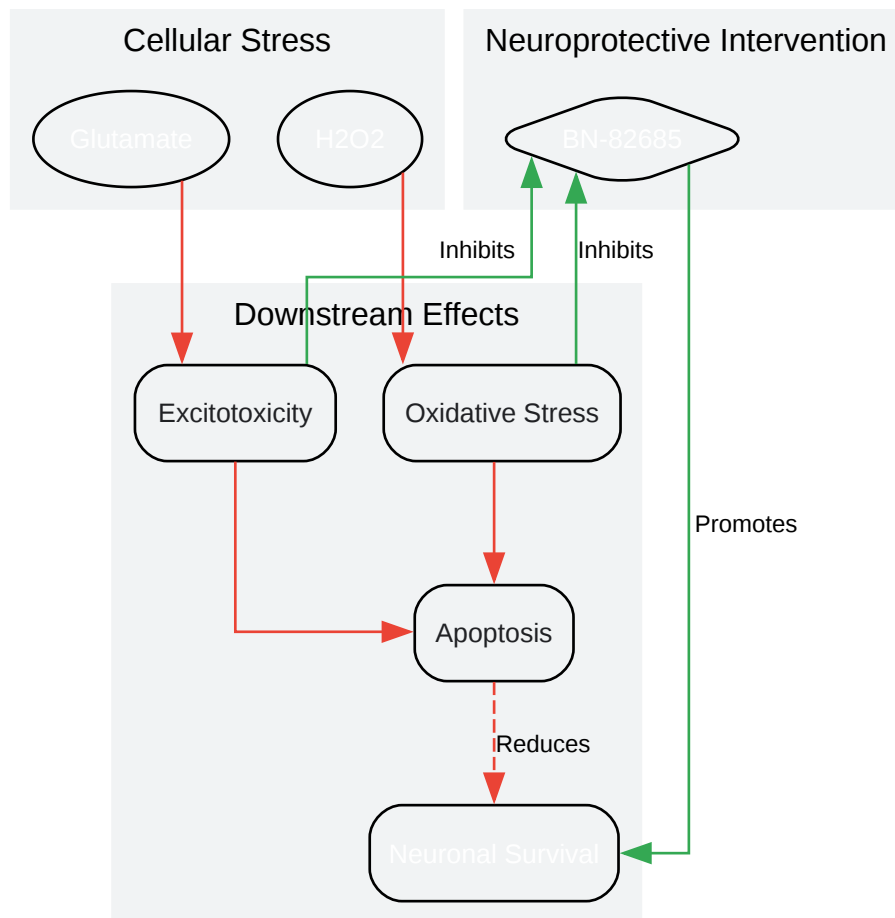 Cellular Stress
Neuroprotective Intervention
Glutamate
H2O2
BN-82685
Inhibits
Inhibits
Downstream Effects
Excitotoxicity
Oxidative Stress
Promotes
Apoptosis
Reduces
Neuronal Survival